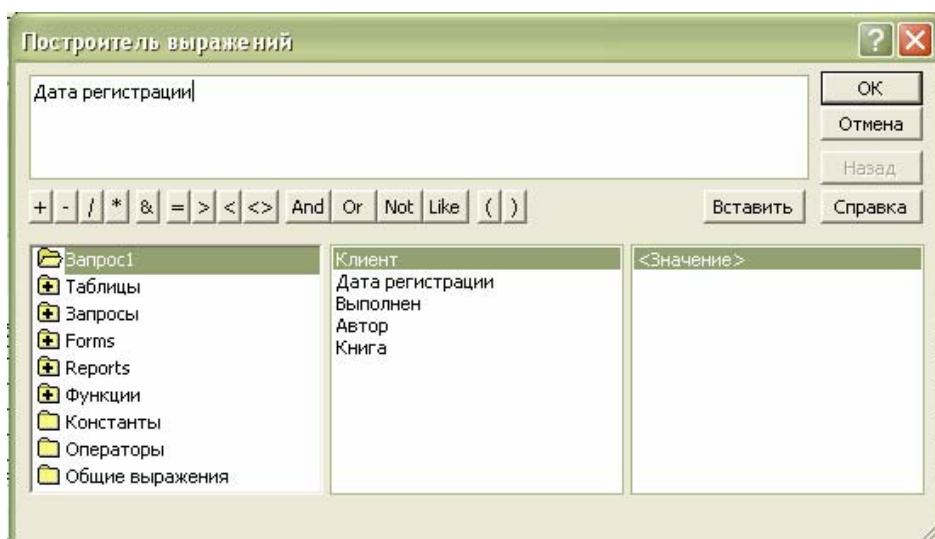 Построитель выражений
Дата регистрации
ОК
Отмена
Назад
+ - / * & = > < <> And Or Not Like ( ) Вставить Справка
Запрос1
Таблицы
Запросы
Forms
Reports
Функции
Константы
Операторы
Общие выражения
Клиент
Дата регистрации
Выполнен
Автор
Книга
<Значение>